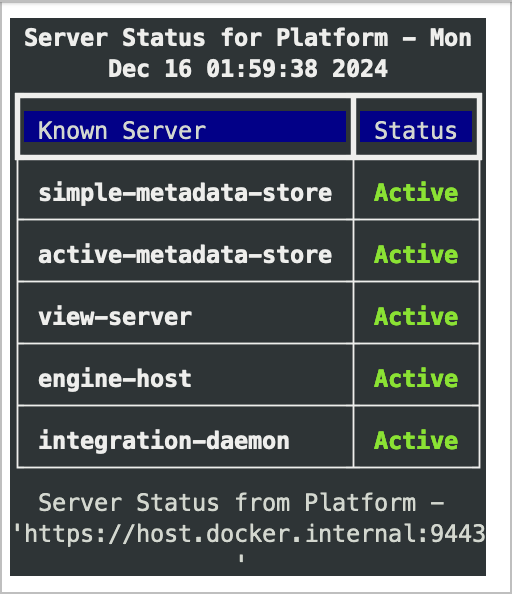 Server Status for Platform - Mon
Dec 16 01:59:38 2024
Known Server Status
simple-metadata-store Active
active-metadata-store Active
view-server Active
engine-host Active
integration-daemon Active
Server Status from Platform -
'https://host.docker.internal:9443
'